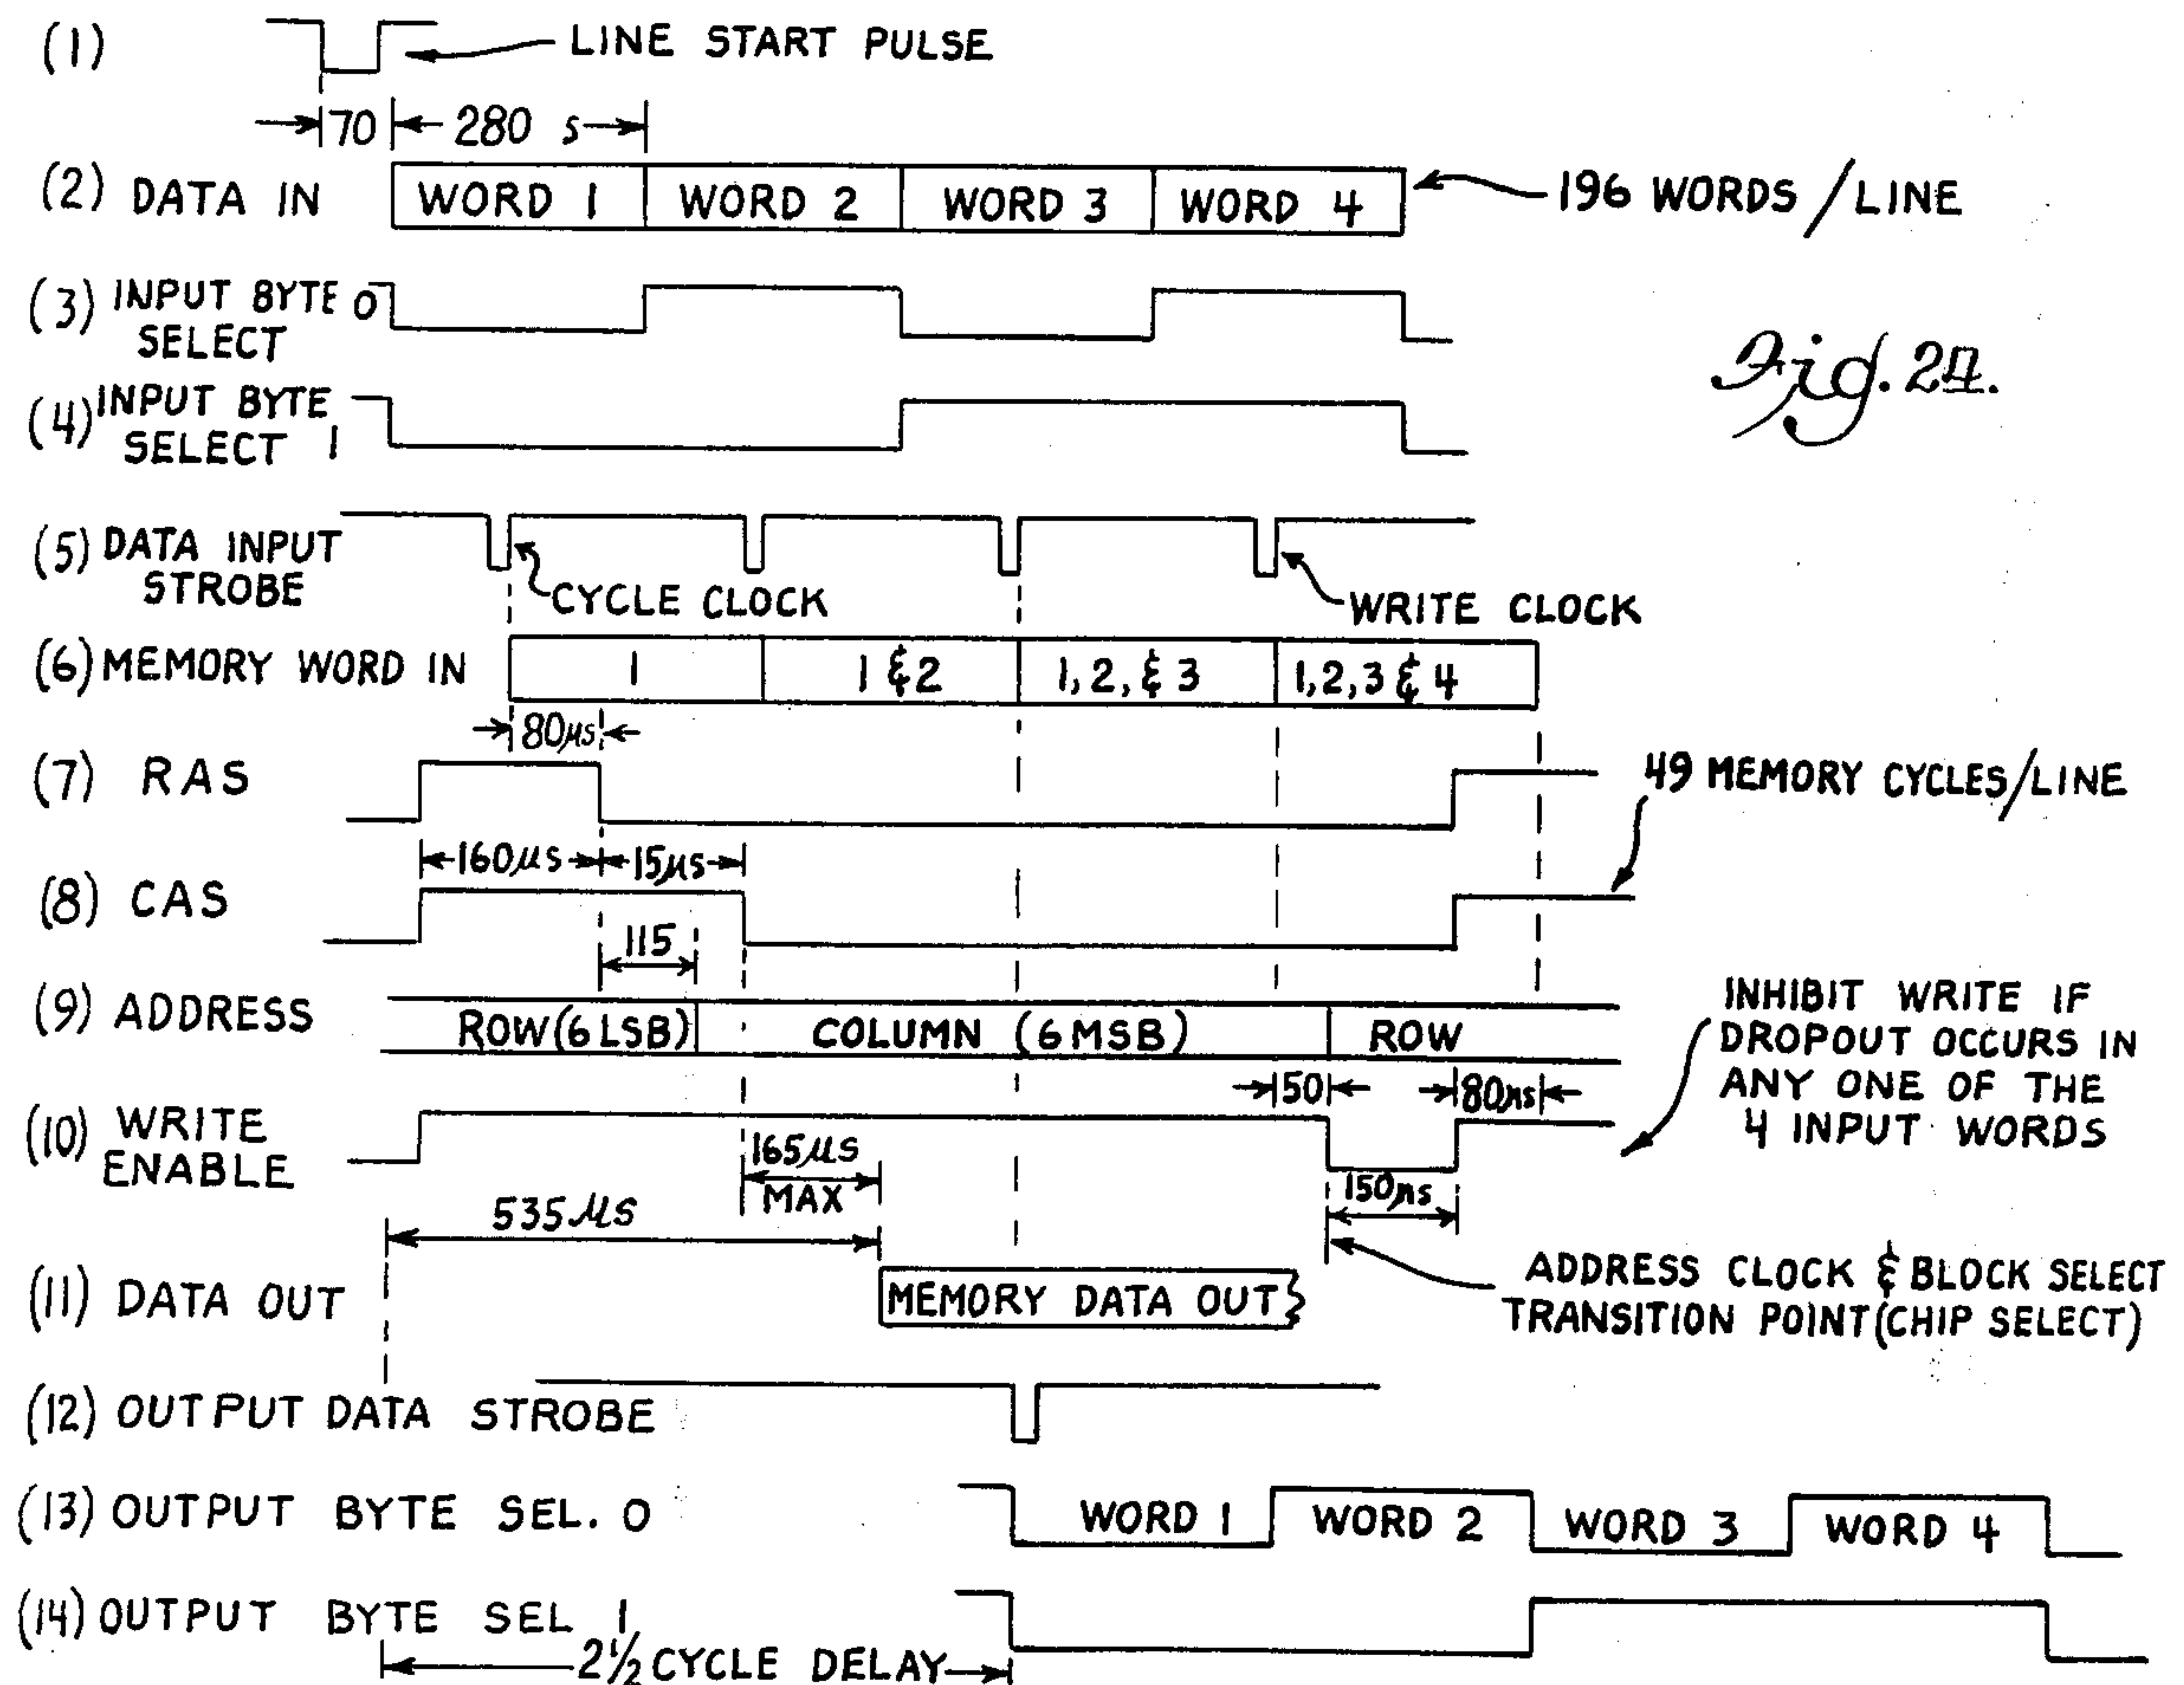 (1) LINE START PULSE
70 280 s
(2) DATA IN WORD 1 WORD 2 WORD 3 WORD 4 196 WORDS/LINE
(3) INPUT BYTE 0
SELECT
Fig. 24.
(4) INPUT BYTE
SELECT 1
(5) DATA INPUT
STROBE
CYCLE CLOCK
WRITE CLOCK
(6) MEMORY WORD IN 1 1 & 2 1, 2, & 3 1, 2, 3 & 4
80µs
(7) RAS
49 MEMORY CYCLES/LINE
160µs 15µs
(8) CAS
115
(9) ADDRESS ROW (6 LSB) COLUMN (6 MSB) ROW
INHIBIT WRITE IF
DROPOUT OCCURS IN
ANY ONE OF THE
4 INPUT WORDS
50 80ns
(10) WRITE
ENABLE
165µs
MAX
150ns
535µs
(11) DATA OUT MEMORY DATA OUT
ADDRESS CLOCK & BLOCK SELECT
TRANSITION POINT (CHIP SELECT)
(12) OUTPUT DATA STROBE
(13) OUTPUT BYTE SEL. 0 WORD 1 WORD 2 WORD 3 WORD 4
(14) OUTPUT BYTE SEL 1
2½ CYCLE DELAY